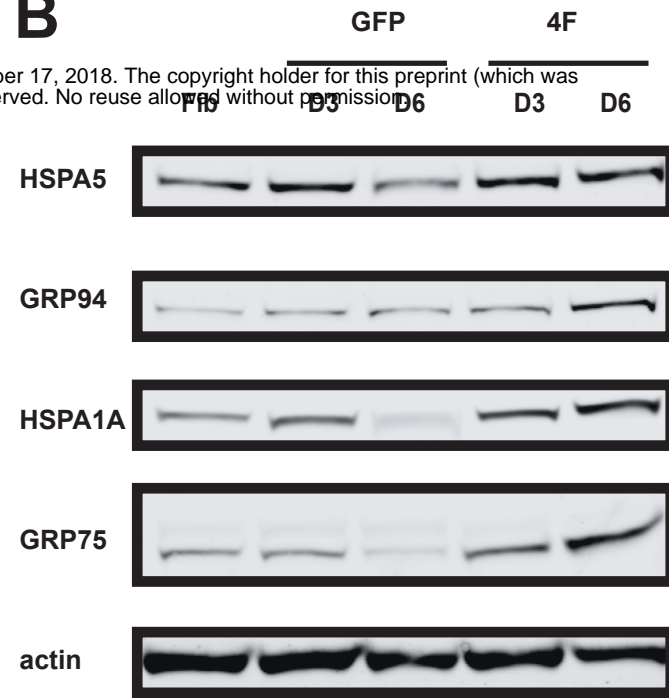 B
GFP 4F
ber 17, 2018. The copyright holder for this preprint (which was
erved. No reuse allowed without permission.
Fib D3 D6 D3 D6
HSPA5
GRP94
HSPA1A
GRP75
actin